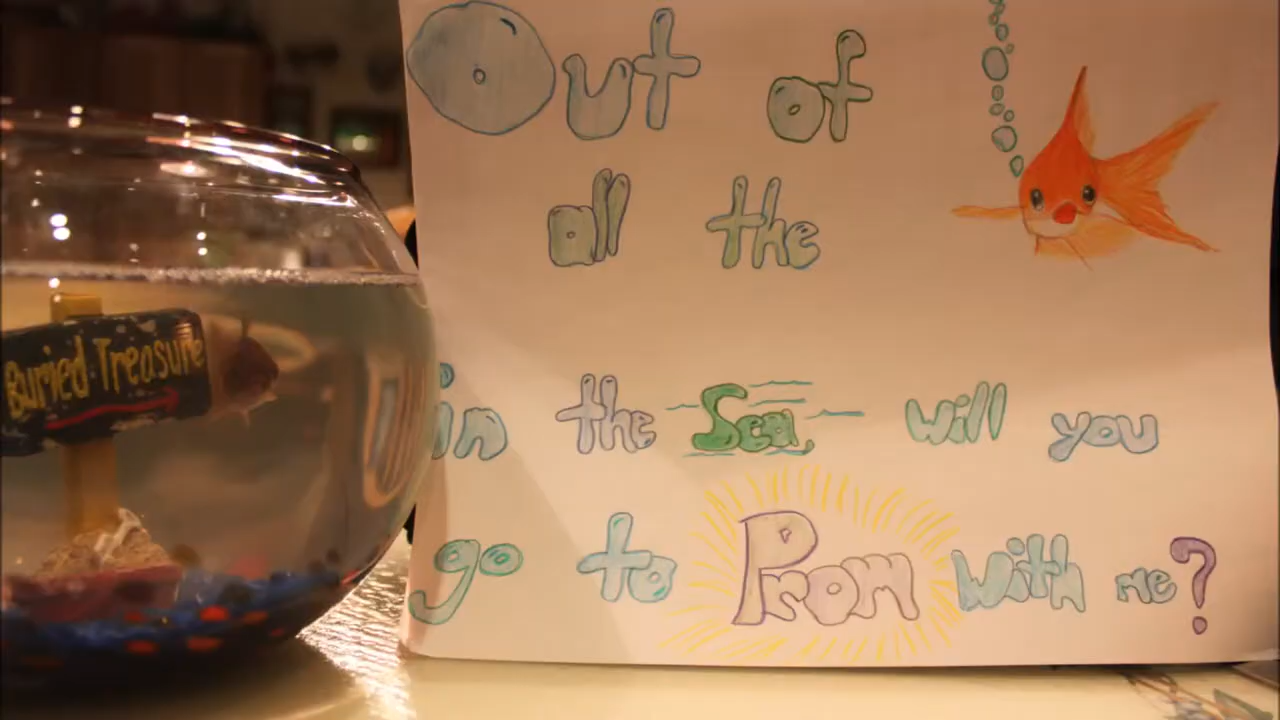 Out of
all the
in the Sea will you
go to Prom with me?
Buried Treasure